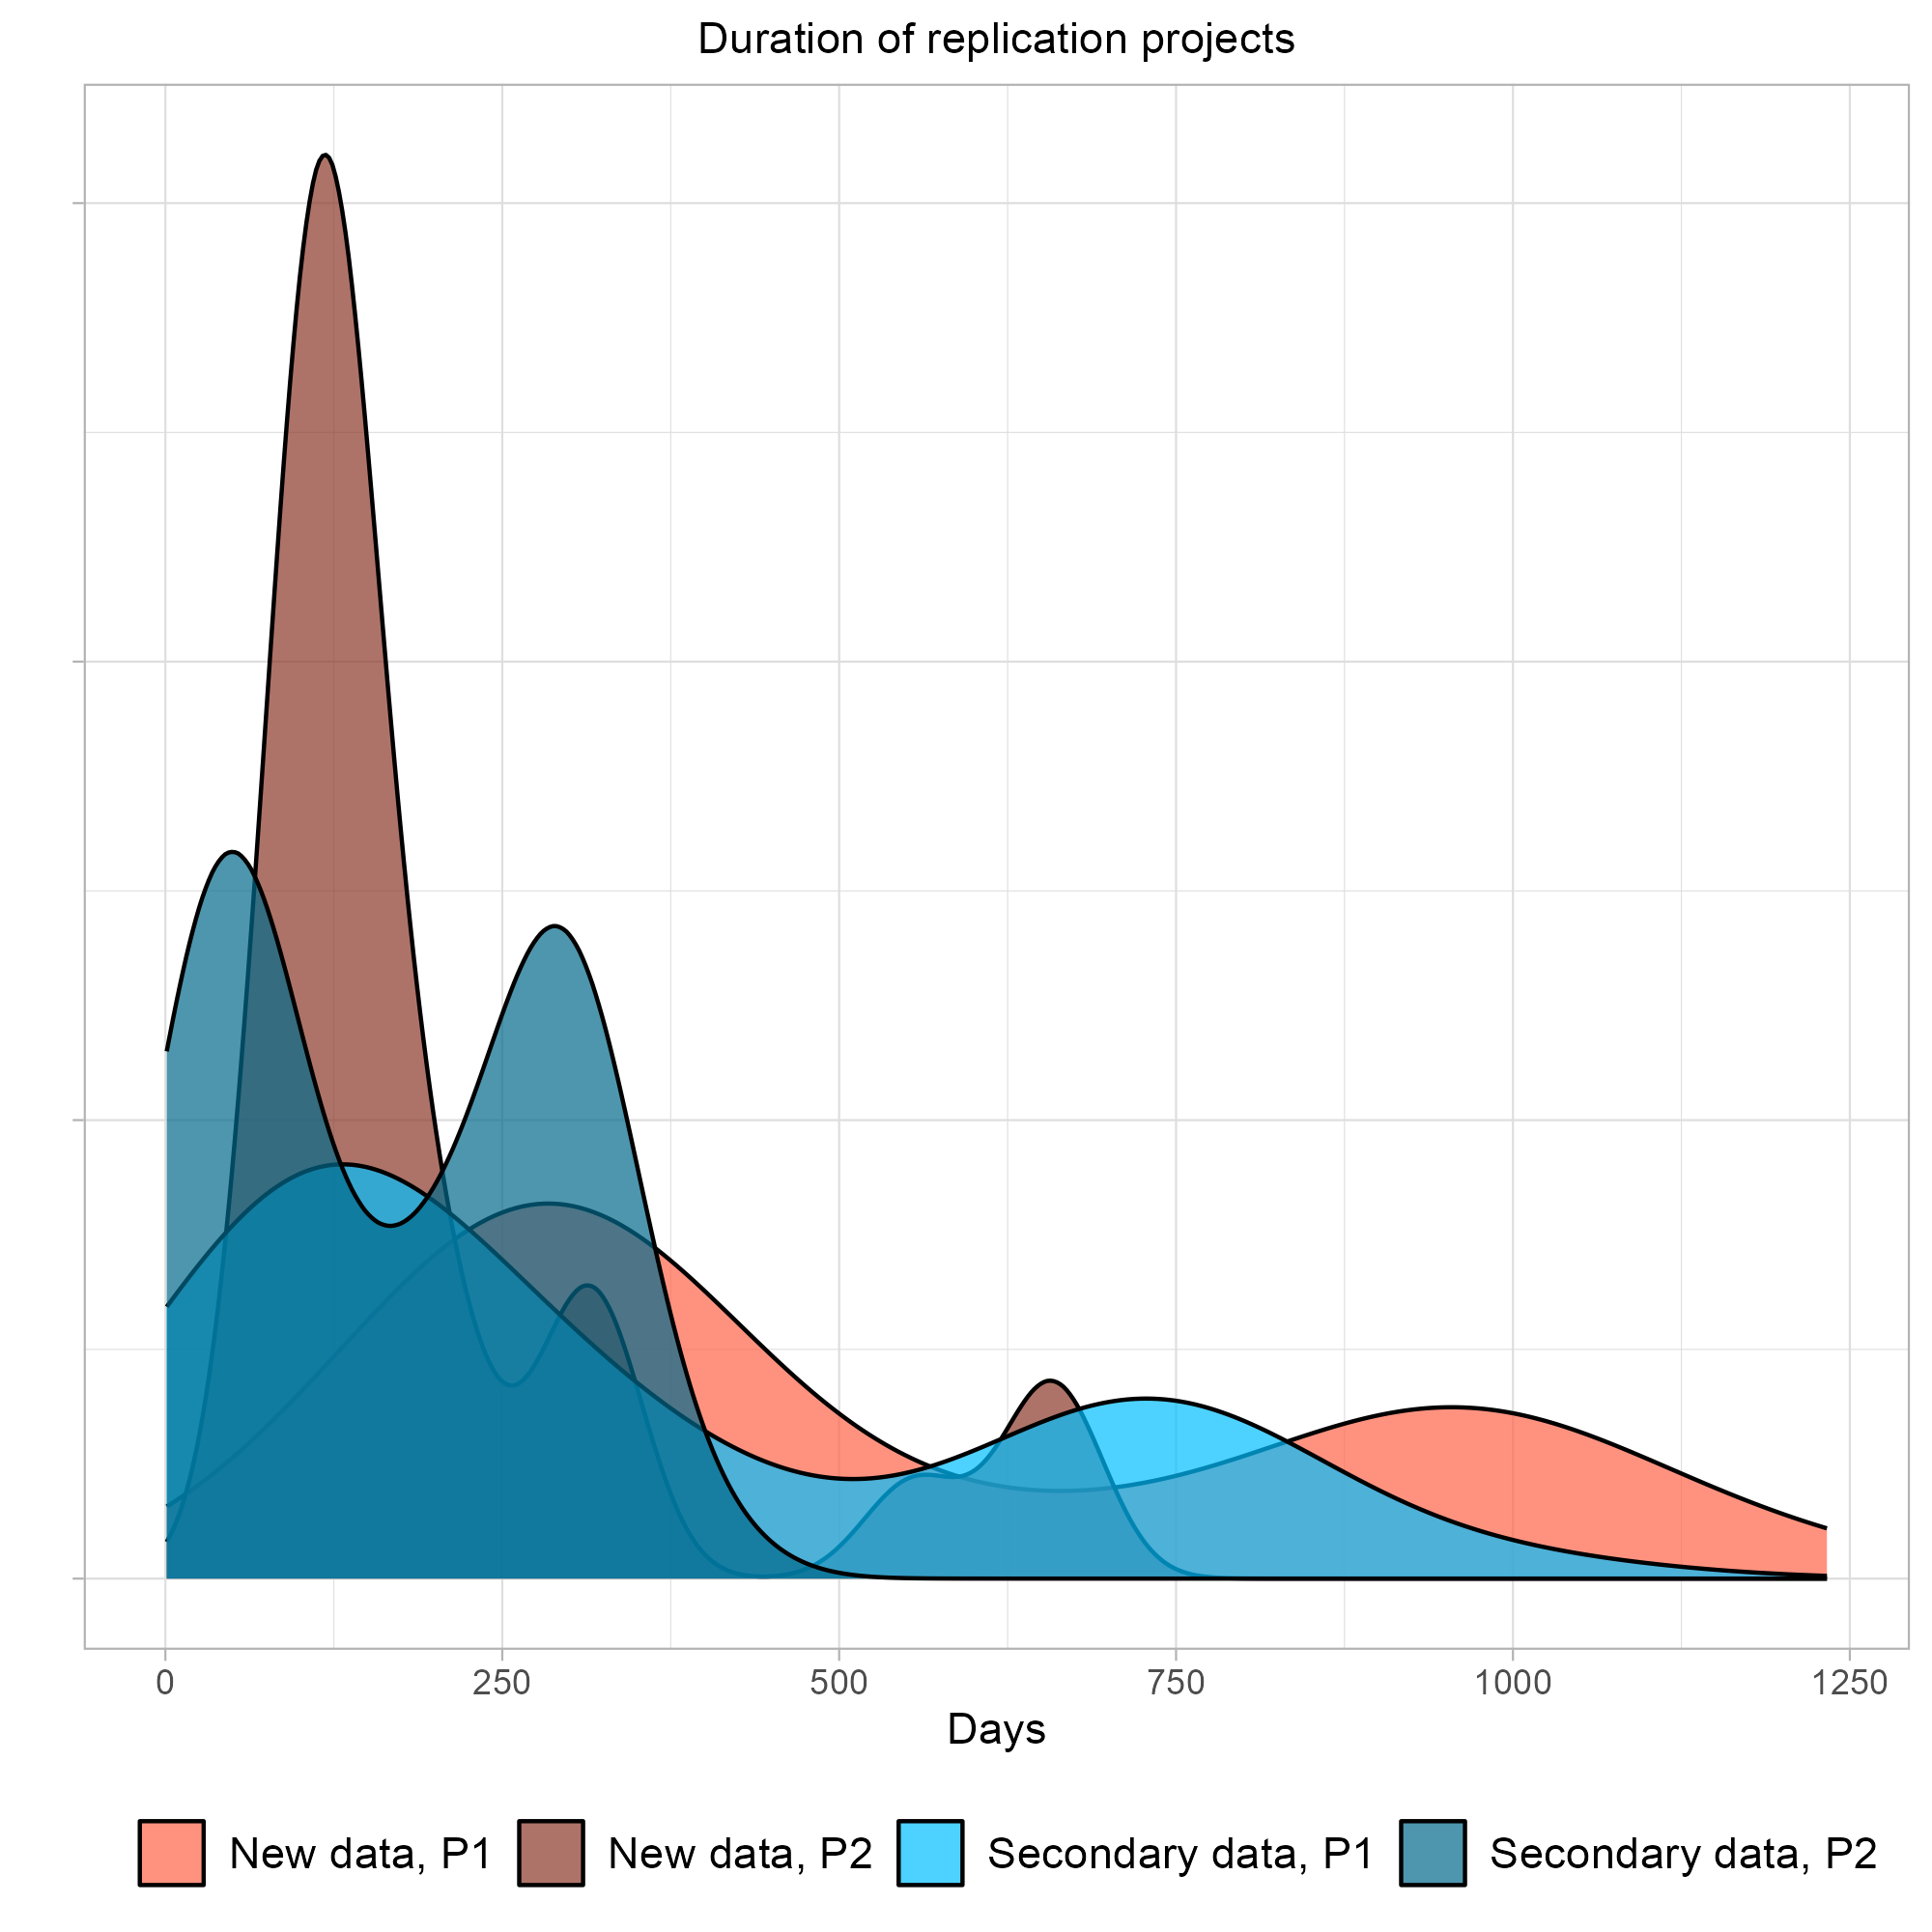 Duration of replication projects
0 250 500 750 1000 1250
Days
New data, P1 New data, P2 Secondary data, P1 Secondary data, P2